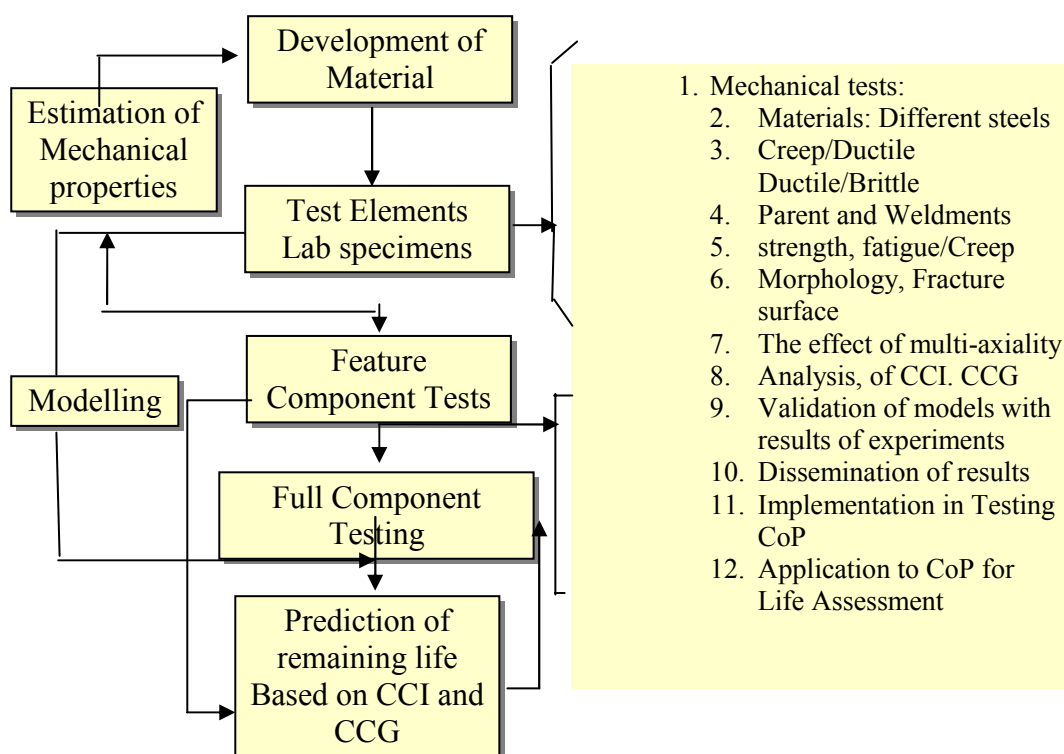 Development of
Material
Estimation of
Mechanical
properties
Test Elements
Lab specimens
Feature
Component Tests
Modelling
Full Component
Testing
Prediction of
remaining life
Based on CCI and
CCG
1. Mechanical tests:
2. Materials: Different steels
3. Creep/Ductile
Ductile/Brittle
4. Parent and Weldments
5. strength, fatigue/Creep
6. Morphology, Fracture
surface
7. The effect of multi-axiality
8. Analysis, of CCI. CCG
9. Validation of models with
results of experiments
10. Dissemination of results
11. Implementation in Testing
CoP
12. Application to CoP for
Life Assessment